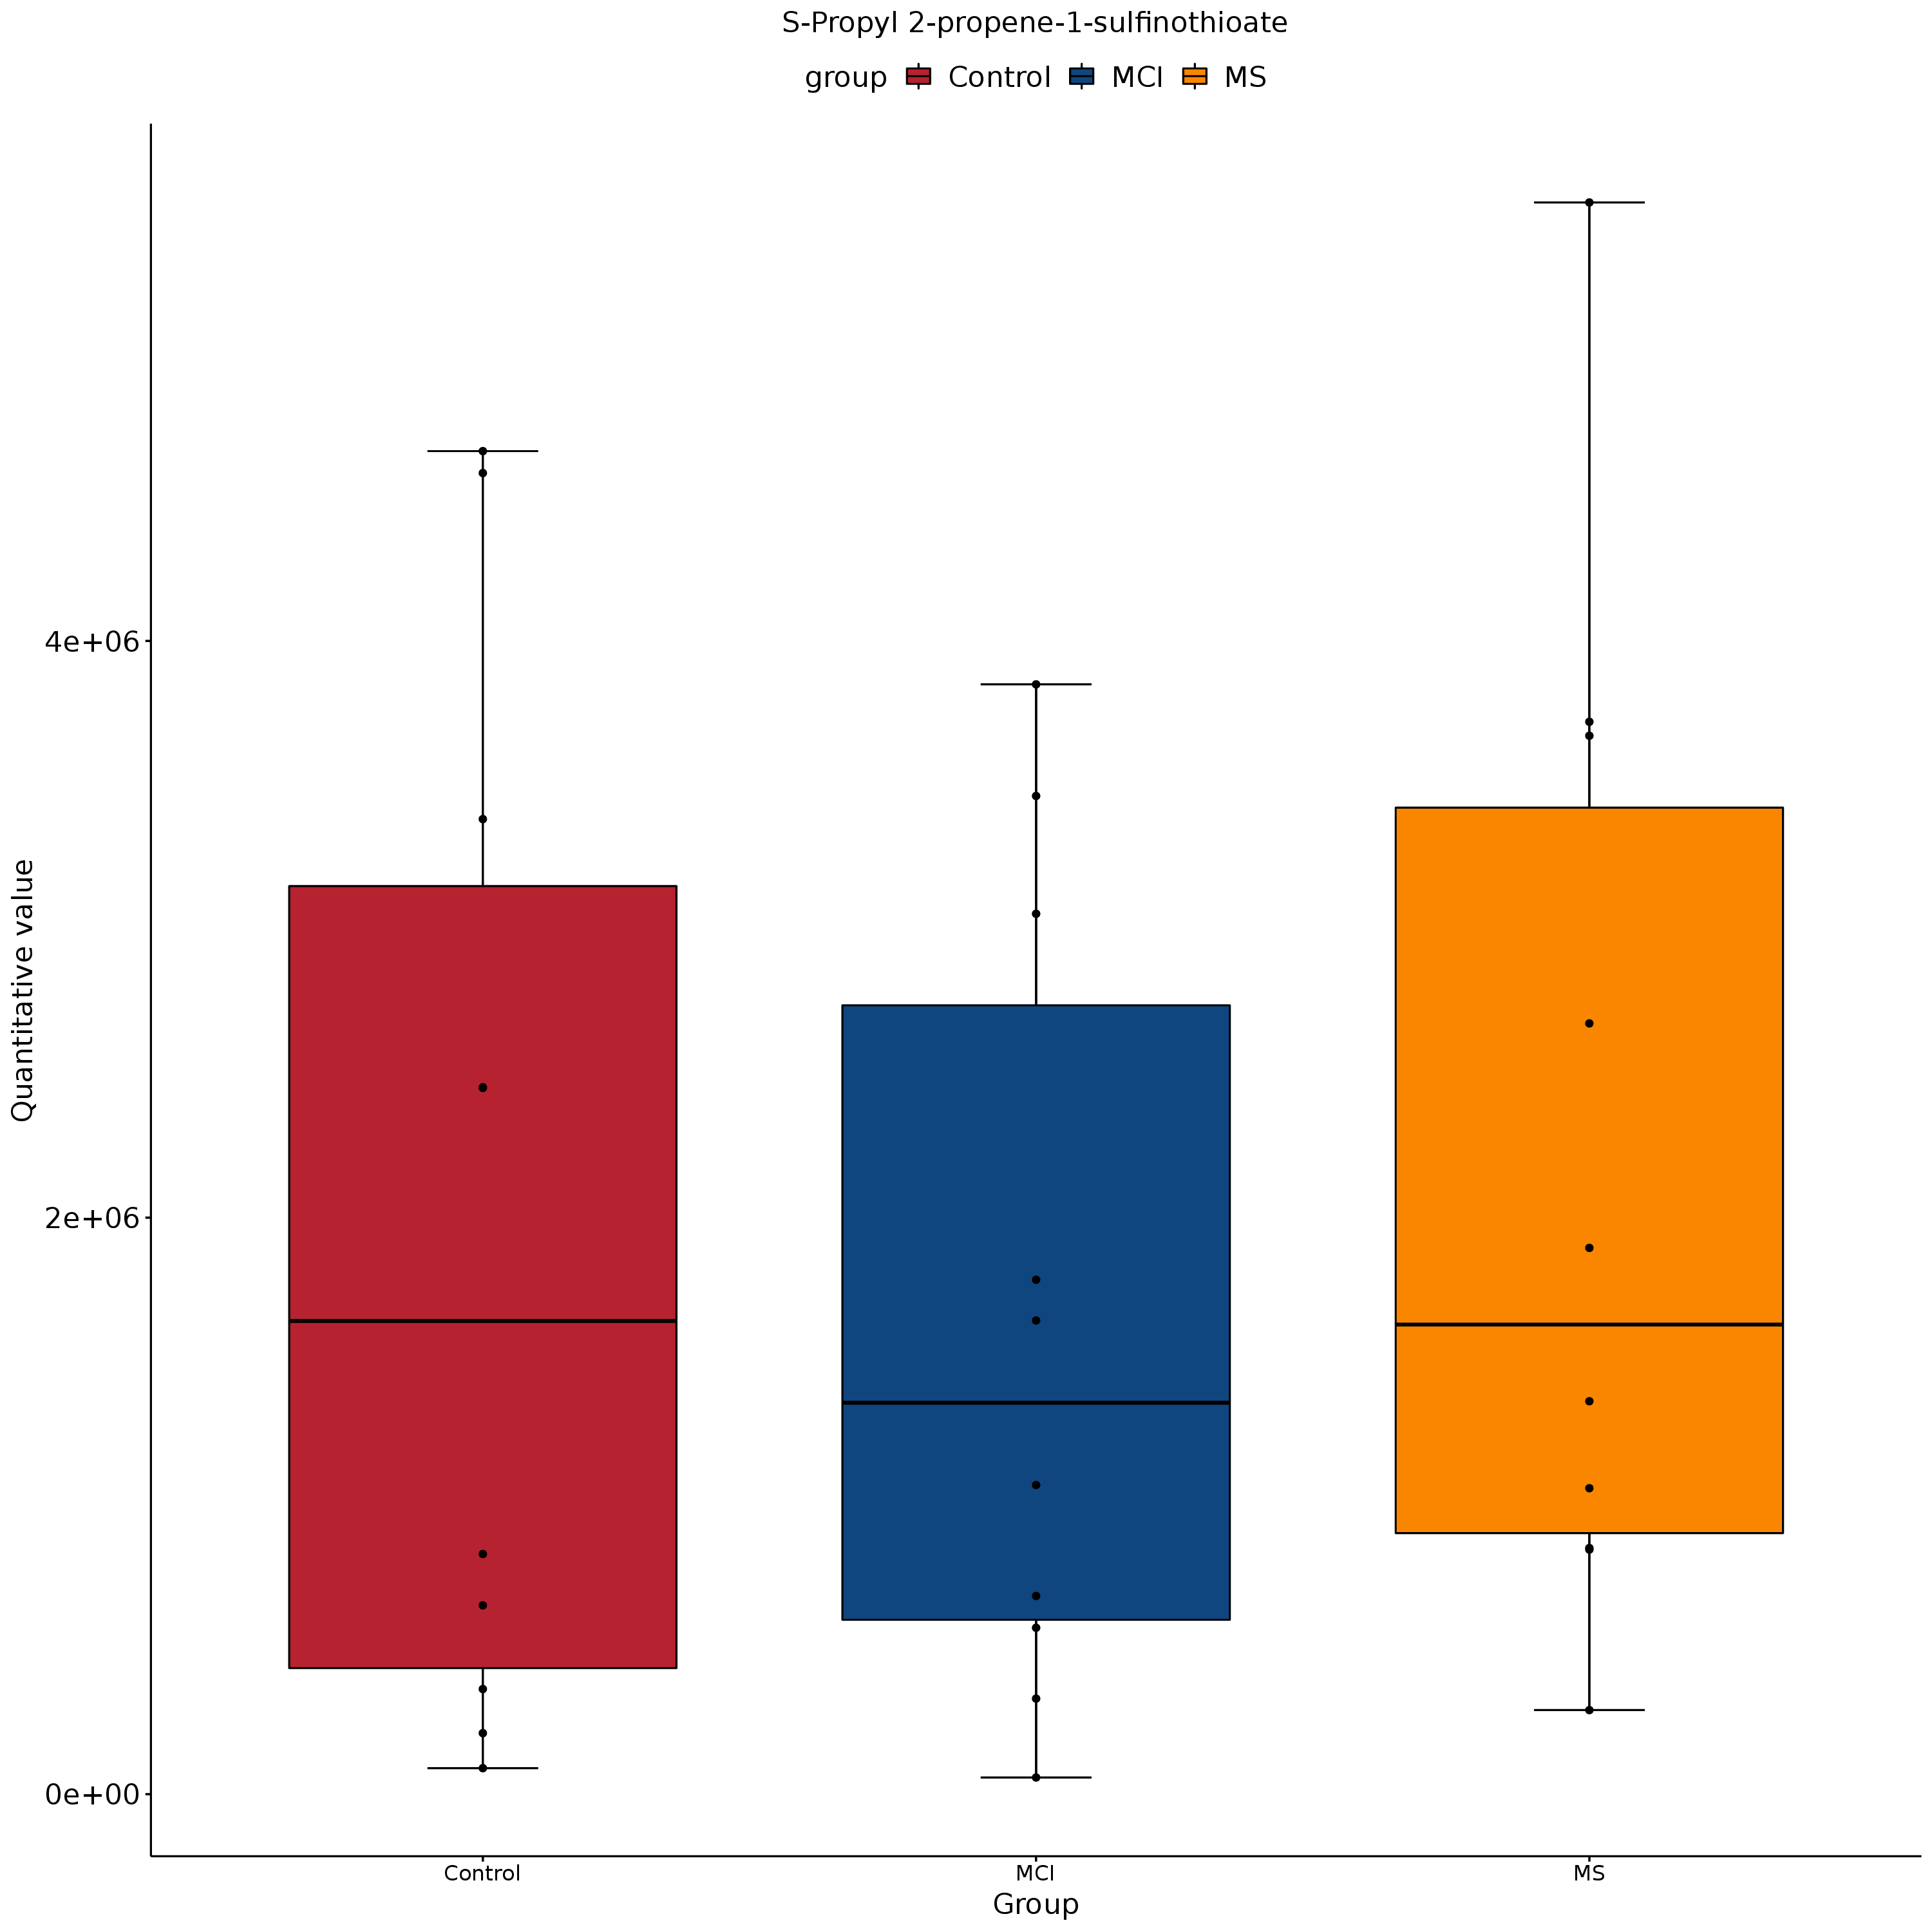 S-Propyl 2-propene-1-sulfinothioate
group Control MCI MS
Quantitative value
4e+06
2e+06
0e+00
Control MCI MS
Group